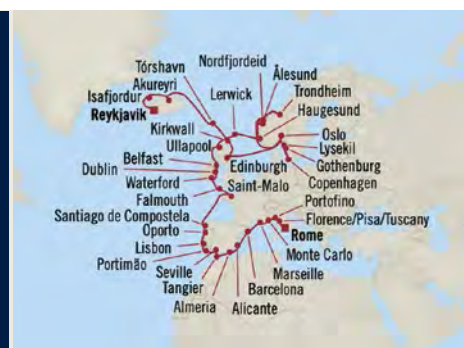 Nordfjordeid
Tórshavn
Ålesund
Akureyri
Lerwick
Trondheim
Isafjordur
Haugesund
Reykjavik
Kirkwall
Oslo
Ullapool
Lysekil
Belfast
Edinburgh
Gothenburg
Dublin
Saint-Malo
Copenhagen
Waterford
Portofino
Falmouth
Florence/Pisa/Tuscany
Santiago de Compostela
Rome
Oporto
Monte Carlo
Lisbon
Marseille
Portimão
Seville
Barcelona
Tangier
Almeria
Alicante